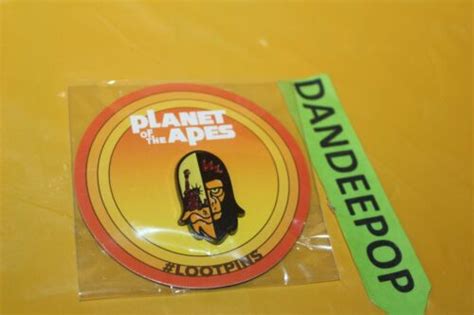 PLANET
OF THE APES
#LOOTPINS
DANDEEPOP